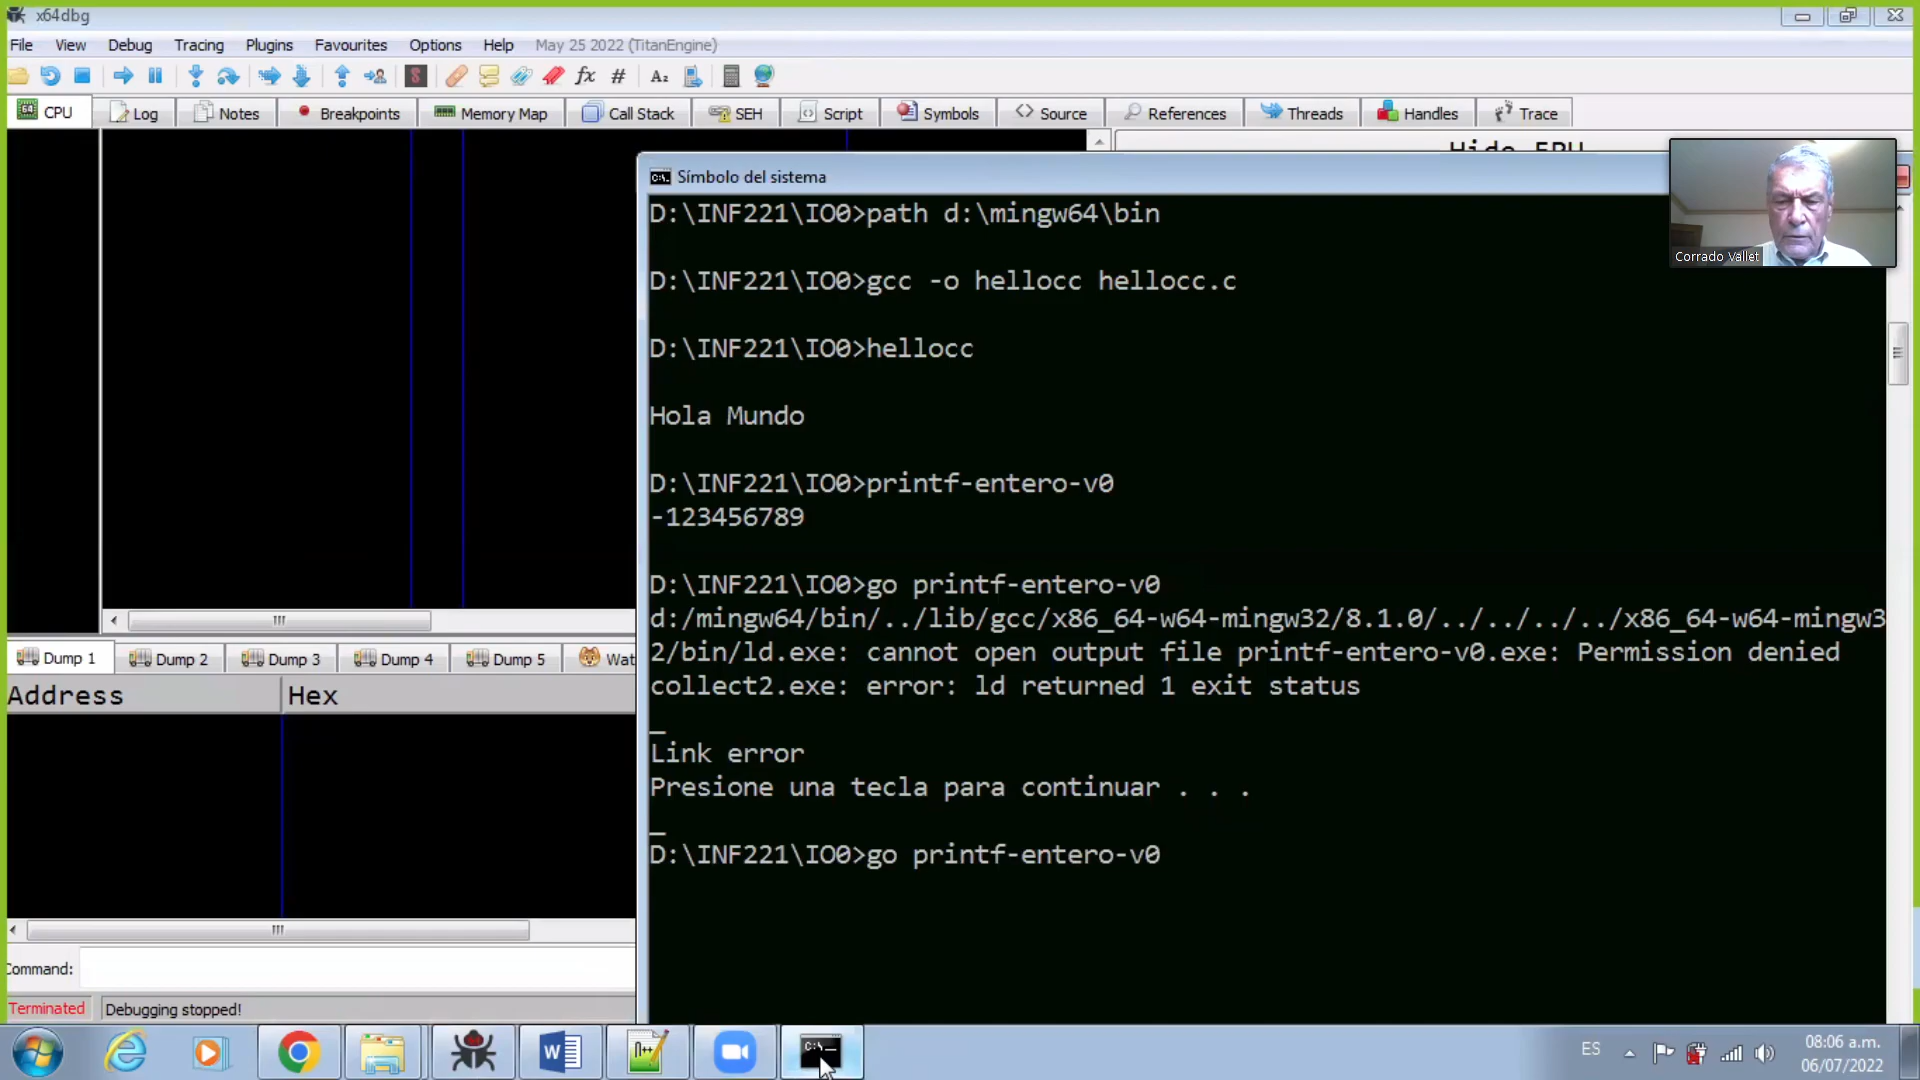 x64dbg
File View Debug Tracing Plugins Favourites Options Help May 25 2022 (TitanEngine)
CPU Log Notes Breakpoints Memory Map Call Stack SEH Script Symbols Source References Threads Handles Trace
Hide FPU
Símbolo del sistema
Corrado Vallet
D:\INF221\IO0>path d:\mingw64\bin
D:\INF221\IO0>gcc -o hellocc hellocc.c
D:\INF221\IO0>hellocc
Hola Mundo
D:\INF221\IO0>printf-entero-v0
-123456789
D:\INF221\IO0>go printf-entero-v0
d:/mingw64/bin/../lib/gcc/x86_64-w64-mingw32/8.1.0/../../../../x86_64-w64-mingw3
2/bin/ld.exe: cannot open output file printf-entero-v0.exe: Permission denied
collect2.exe: error: ld returned 1 exit status
_
Link error
Presione una tecla para continuar . . .
_
D:\INF221\IO0>go printf-entero-v0
Dump 1 Dump 2 Dump 3 Dump 4 Dump 5 Wat
Address Hex
Command:
Terminated Debugging stopped!
ES
08:06 a.m.
06/07/2022